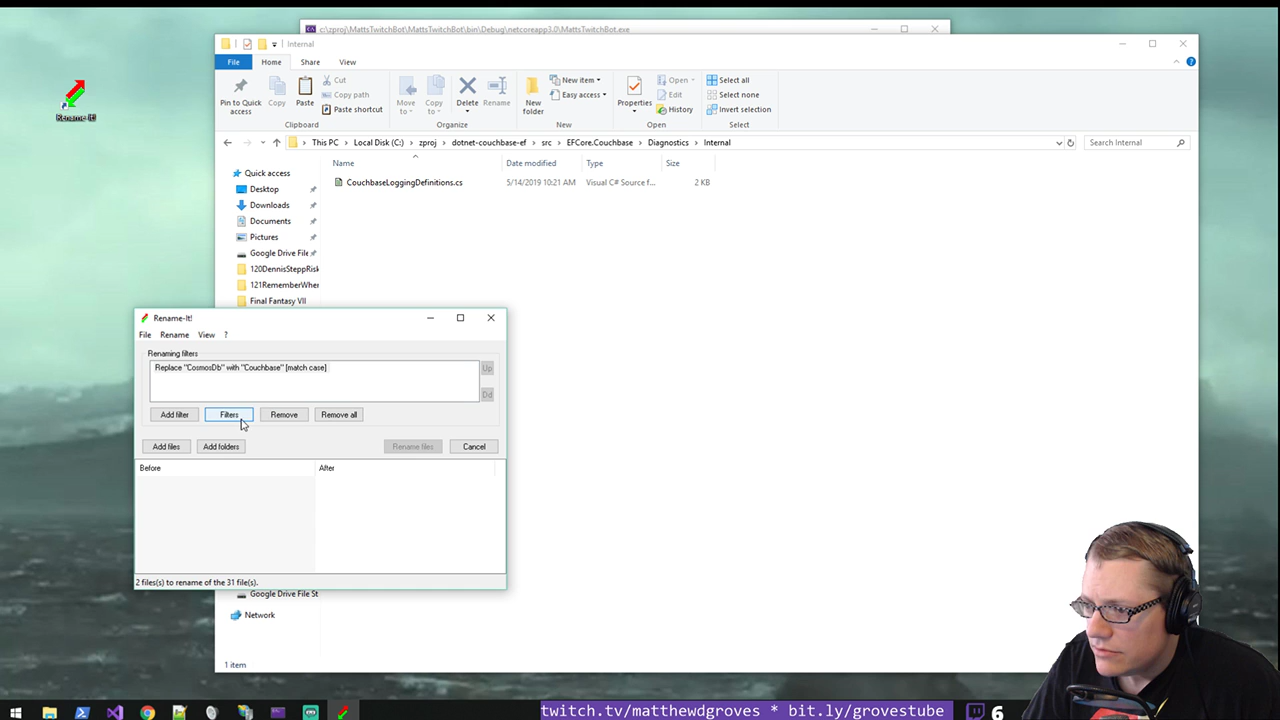 c:\zproj\MattsTwitchBot\MattsTwitchBot\bin\Debug\netcoreapp3.0\MattsTwitchBot.exe
Internal
File
Home
Share
View
Pin to Quick access
Copy
Paste
Cut
Copy path
Paste shortcut
Move to
Copy to
Delete
Rename
New folder
New item
Easy access
Properties
Open
Edit
History
Select all
Select none
Invert selection
Clipboard
Organize
New
Open
Select
This PC
Local Disk (C:)
zproj
dotnet-couchbase-ef
src
EFCore.Couchbase
Diagnostics
Internal
Search Internal
Name
Date modified
Type
Size
CouchbaseLoggingDefinitions.cs
5/14/2019 10:21 AM
Visual C# Source f...
2 KB
Quick access
Desktop
Downloads
Documents
Pictures
Google Drive File
120DennisSteppRisk
121RememberWher
Final Fantasy VII
Rename-It!
Rename-It!
File
Rename
View
?
Renaming filters
Replace "CosmosDb" with "Couchbase" [match case]
Up
Dd
Add filter
Filters
Remove
Remove all
Add files
Add folders
Rename files
Cancel
Before
After
2 files(s) to rename of the 31 file(s).
Google Drive File St
Network
1 item
twitch.tv/matthewdgroves * bit.ly/grovestube
6